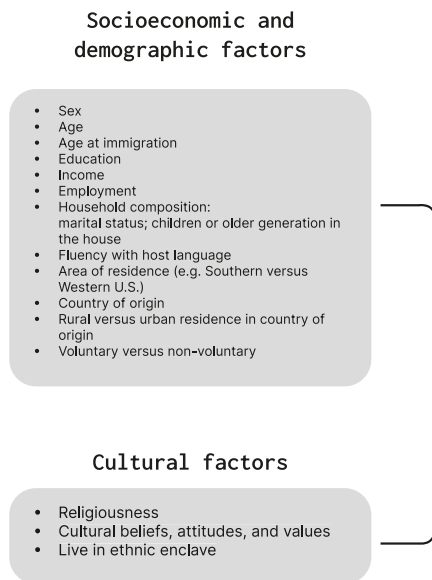 Socioeconomic and
demographic factors
• Sex
• Age
• Age at immigration
• Education
• Income
• Employment
• Household composition:
marital status; children or older generation in
the house
• Fluency with host language
• Area of residence (e.g. Southern versus
Western U.S.)
• Country of origin
• Rural versus urban residence in country of
origin
• Voluntary versus non-voluntary
Cultural factors
• Religiousness
• Cultural beliefs, attitudes, and values
• Live in ethnic enclave